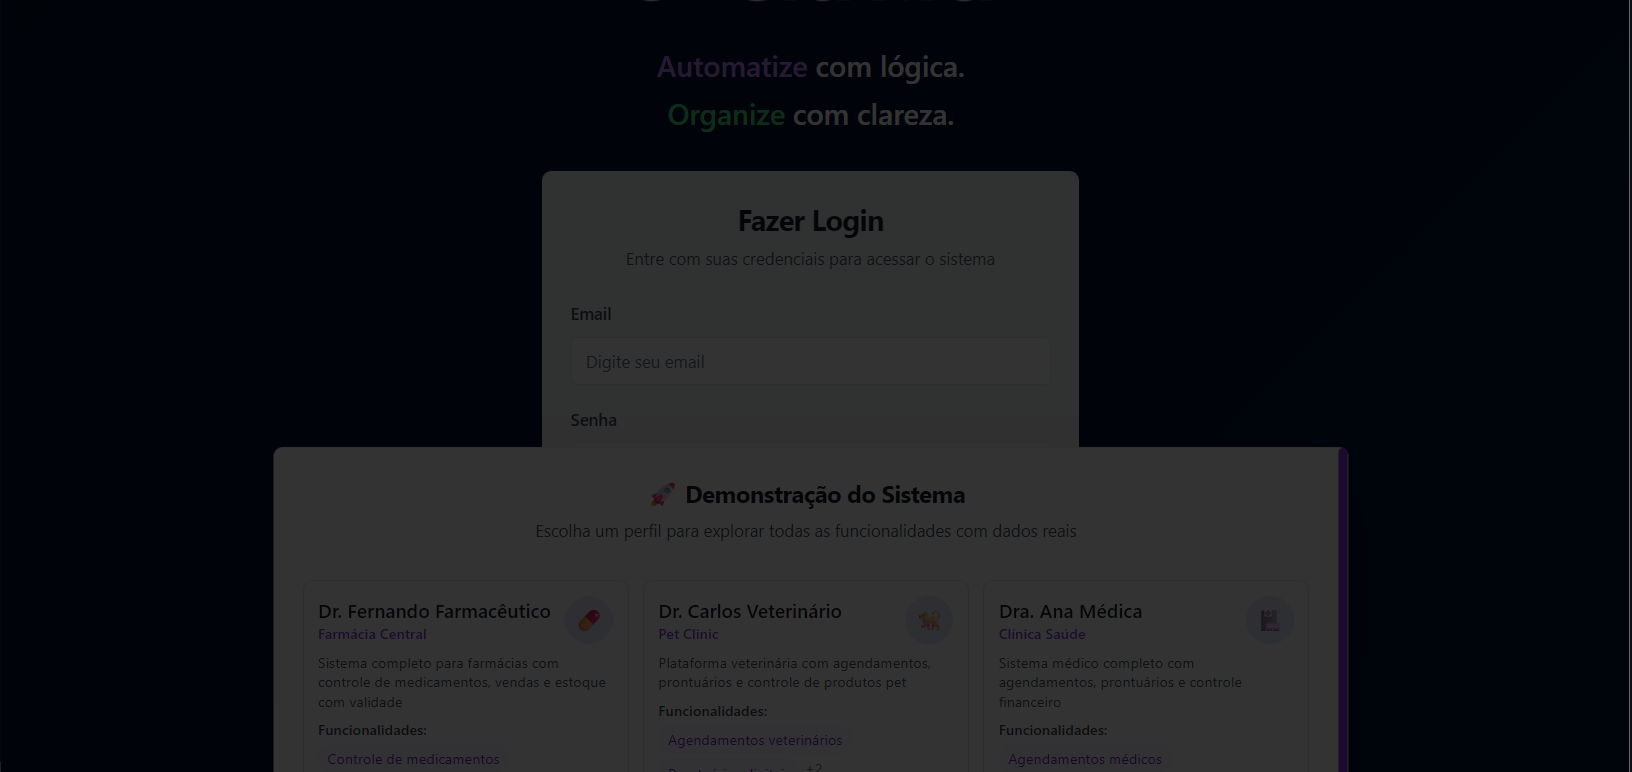 Automatize com lógica.
Organize com clareza.
Fazer Login
Entre com suas credenciais para acessar o sistema
Email
Digite seu email
Senha
Demonstração do Sistema
Escolha um perfil para explorar todas as funcionalidades com dados reais
Dr. Fernando Farmacêutico
Farmácia Central
Sistema completo para farmácias com
controle de medicamentos, vendas e estoque
com validade
Funcionalidades:
Controle de medicamentos
Dr. Carlos Veterinário
Pet Clinic
Plataforma veterinária com agendamentos,
prontuários e controle de produtos pet
Funcionalidades:
Agendamentos veterinários
+2
Dra. Ana Médica
Clínica Saúde
Sistema médico completo com
agendamentos, prontuários e controle
financeiro
Funcionalidades:
Agendamentos médicos